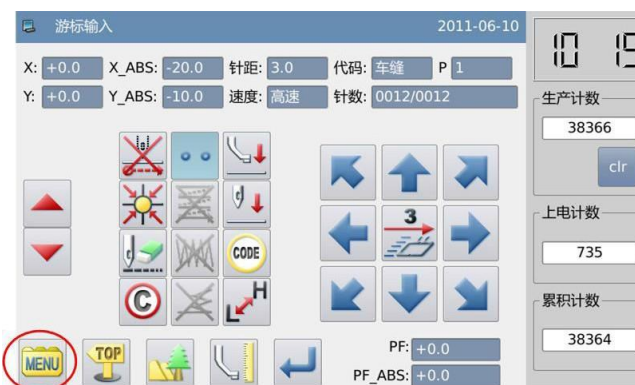 游标输入 2011-06-10
X: +0.0 X_ABS: -20.0 针距: 3.0 代码: 车缝 P 1
Y: +0.0 Y_ABS: -10.0 速度: 高速 针数: 0012/0012
10
生产计数
38366
clr
3
CODE
上电计数
735
C
H
累积计数
38364
MENU
TOP
PF: +0.0
PF_ABS: +0.0